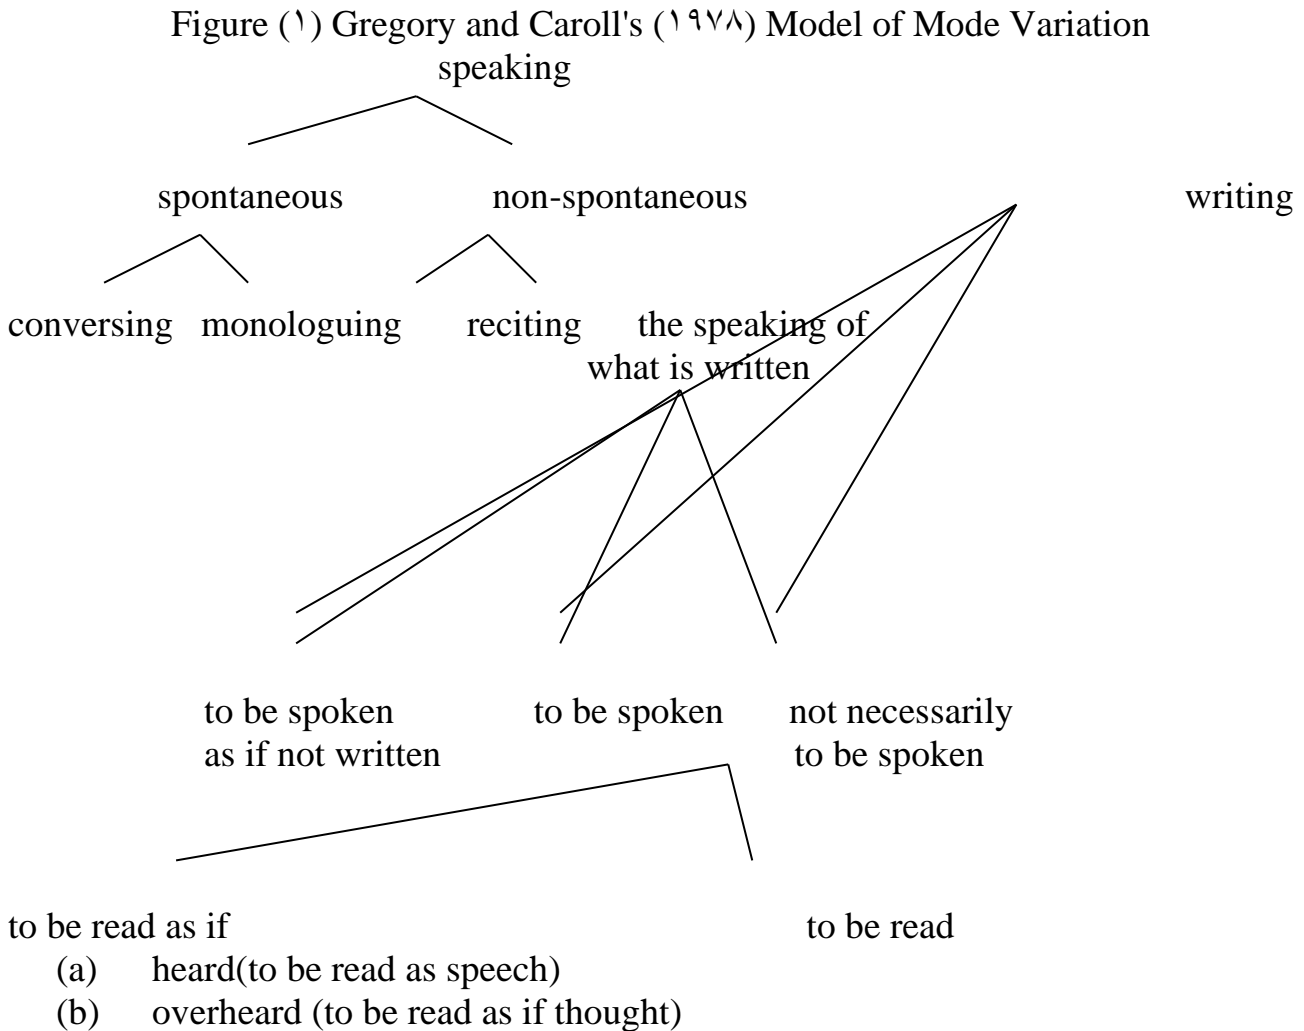 Figure (١) Gregory and Caroll's (١٩٧٨) Model of Mode Variation
speaking
spontaneous non-spontaneous writing
conversing monologuing reciting the speaking of
what is written
to be spoken to be spoken not necessarily
as if not written to be spoken
to be read as if to be read
(a) heard(to be read as speech)
(b) overheard (to be read as if thought)